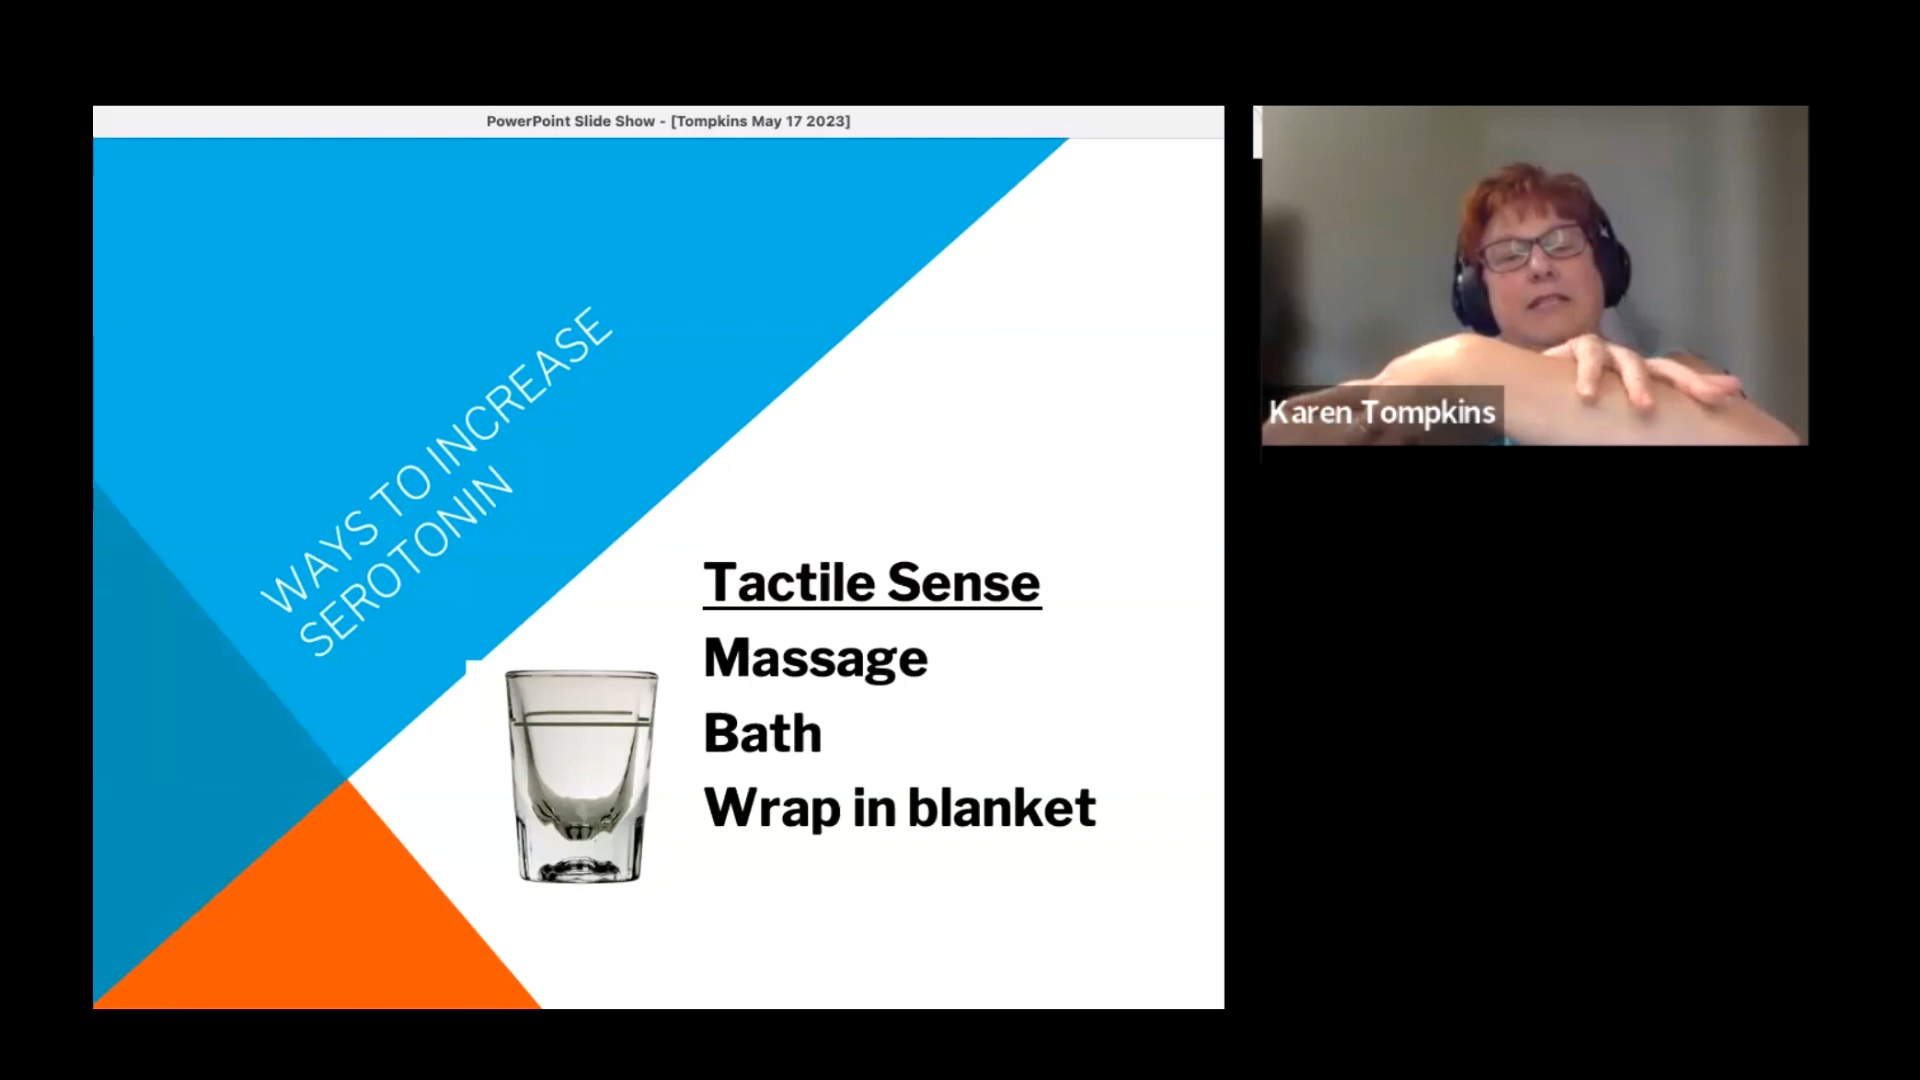 PowerPoint Slide Show - [Tompkins May 17 2023]
WAYS TO INCREASE
SEROTONIN
Tactile Sense
Massage
Bath
Wrap in blanket
Karen Tompkins